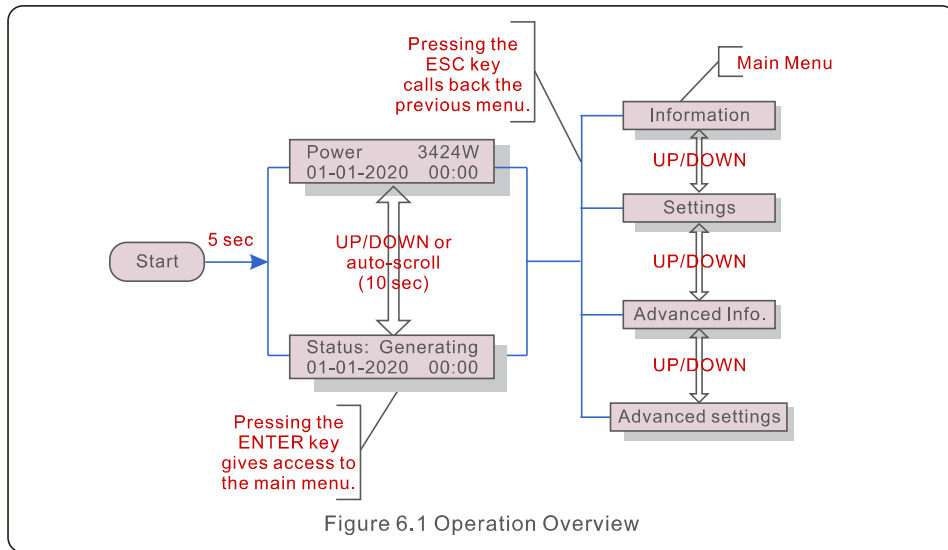 Pressing the
ESC key
calls back the
previous menu.
Main Menu
Information
UP/DOWN
Settings
UP/DOWN
Advanced Info.
UP/DOWN
Advanced settings
Power 3424W
01-01-2020 00:00
5 sec
Start
UP/DOWN or
auto-scroll
(10 sec)
Status: Generating
01-01-2020 00:00
Pressing the
ENTER key
gives access to
the main menu.
Figure 6.1 Operation Overview